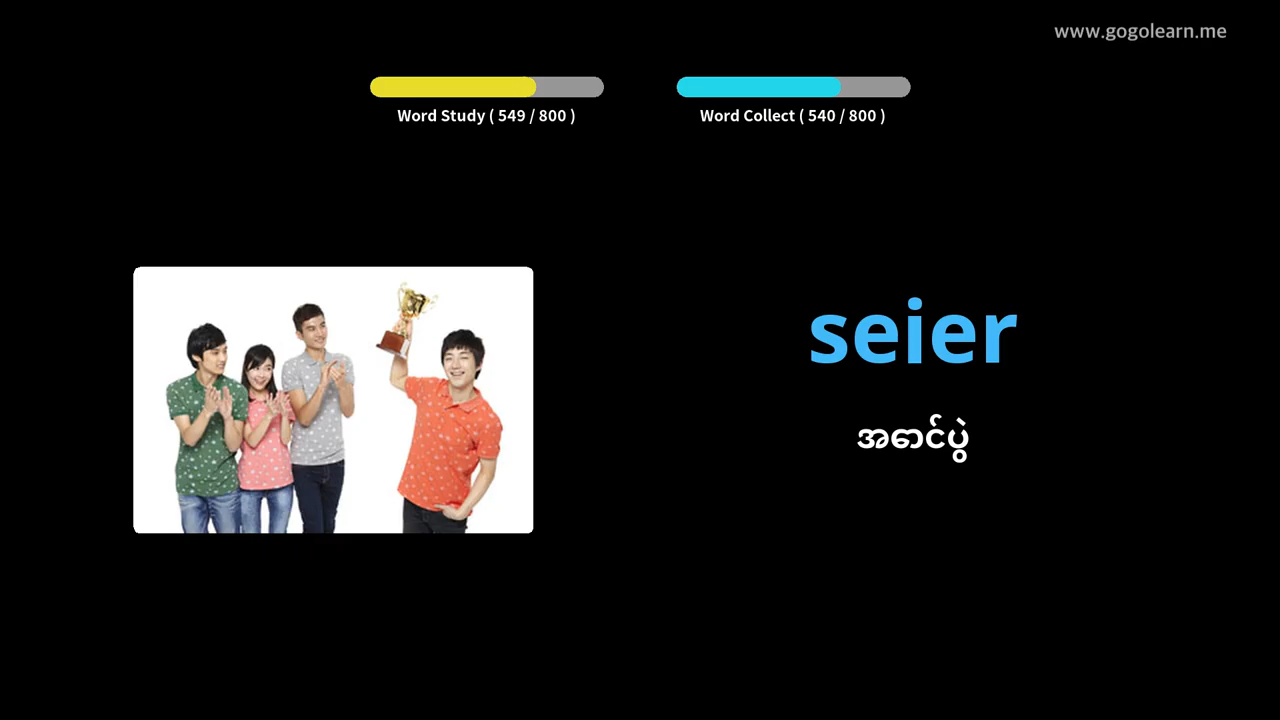 www.gogolearn.me
Word Study ( 549 / 800 )
Word Collect ( 540 / 800 )
seier
အောင်ပွဲ